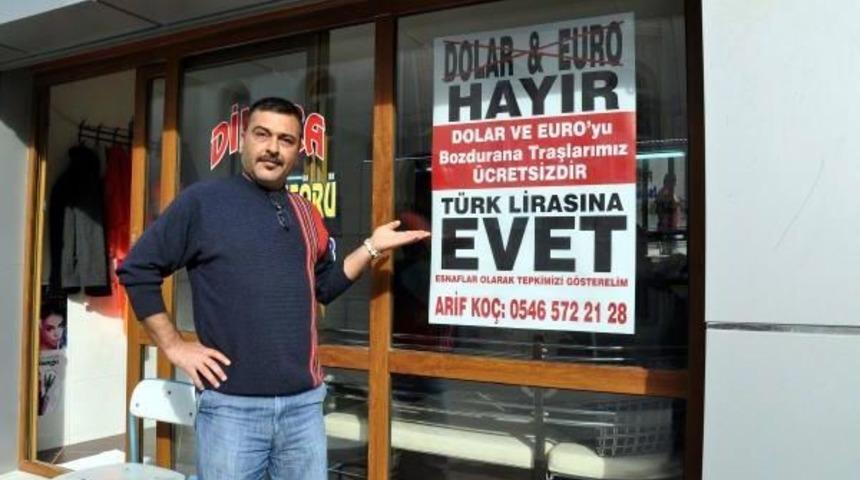 DOLAR & EURO
HAYIR
DOLAR VE EURO'yu
Bozdurana Traşlarımız
ÜCRETSİZDİR
TÜRK LİRASINA
EVET
ESNAFLAR OLARAK TEPKİMİZİ GÖSTERELİM
ARİF KOÇ: 0546 572 21 28